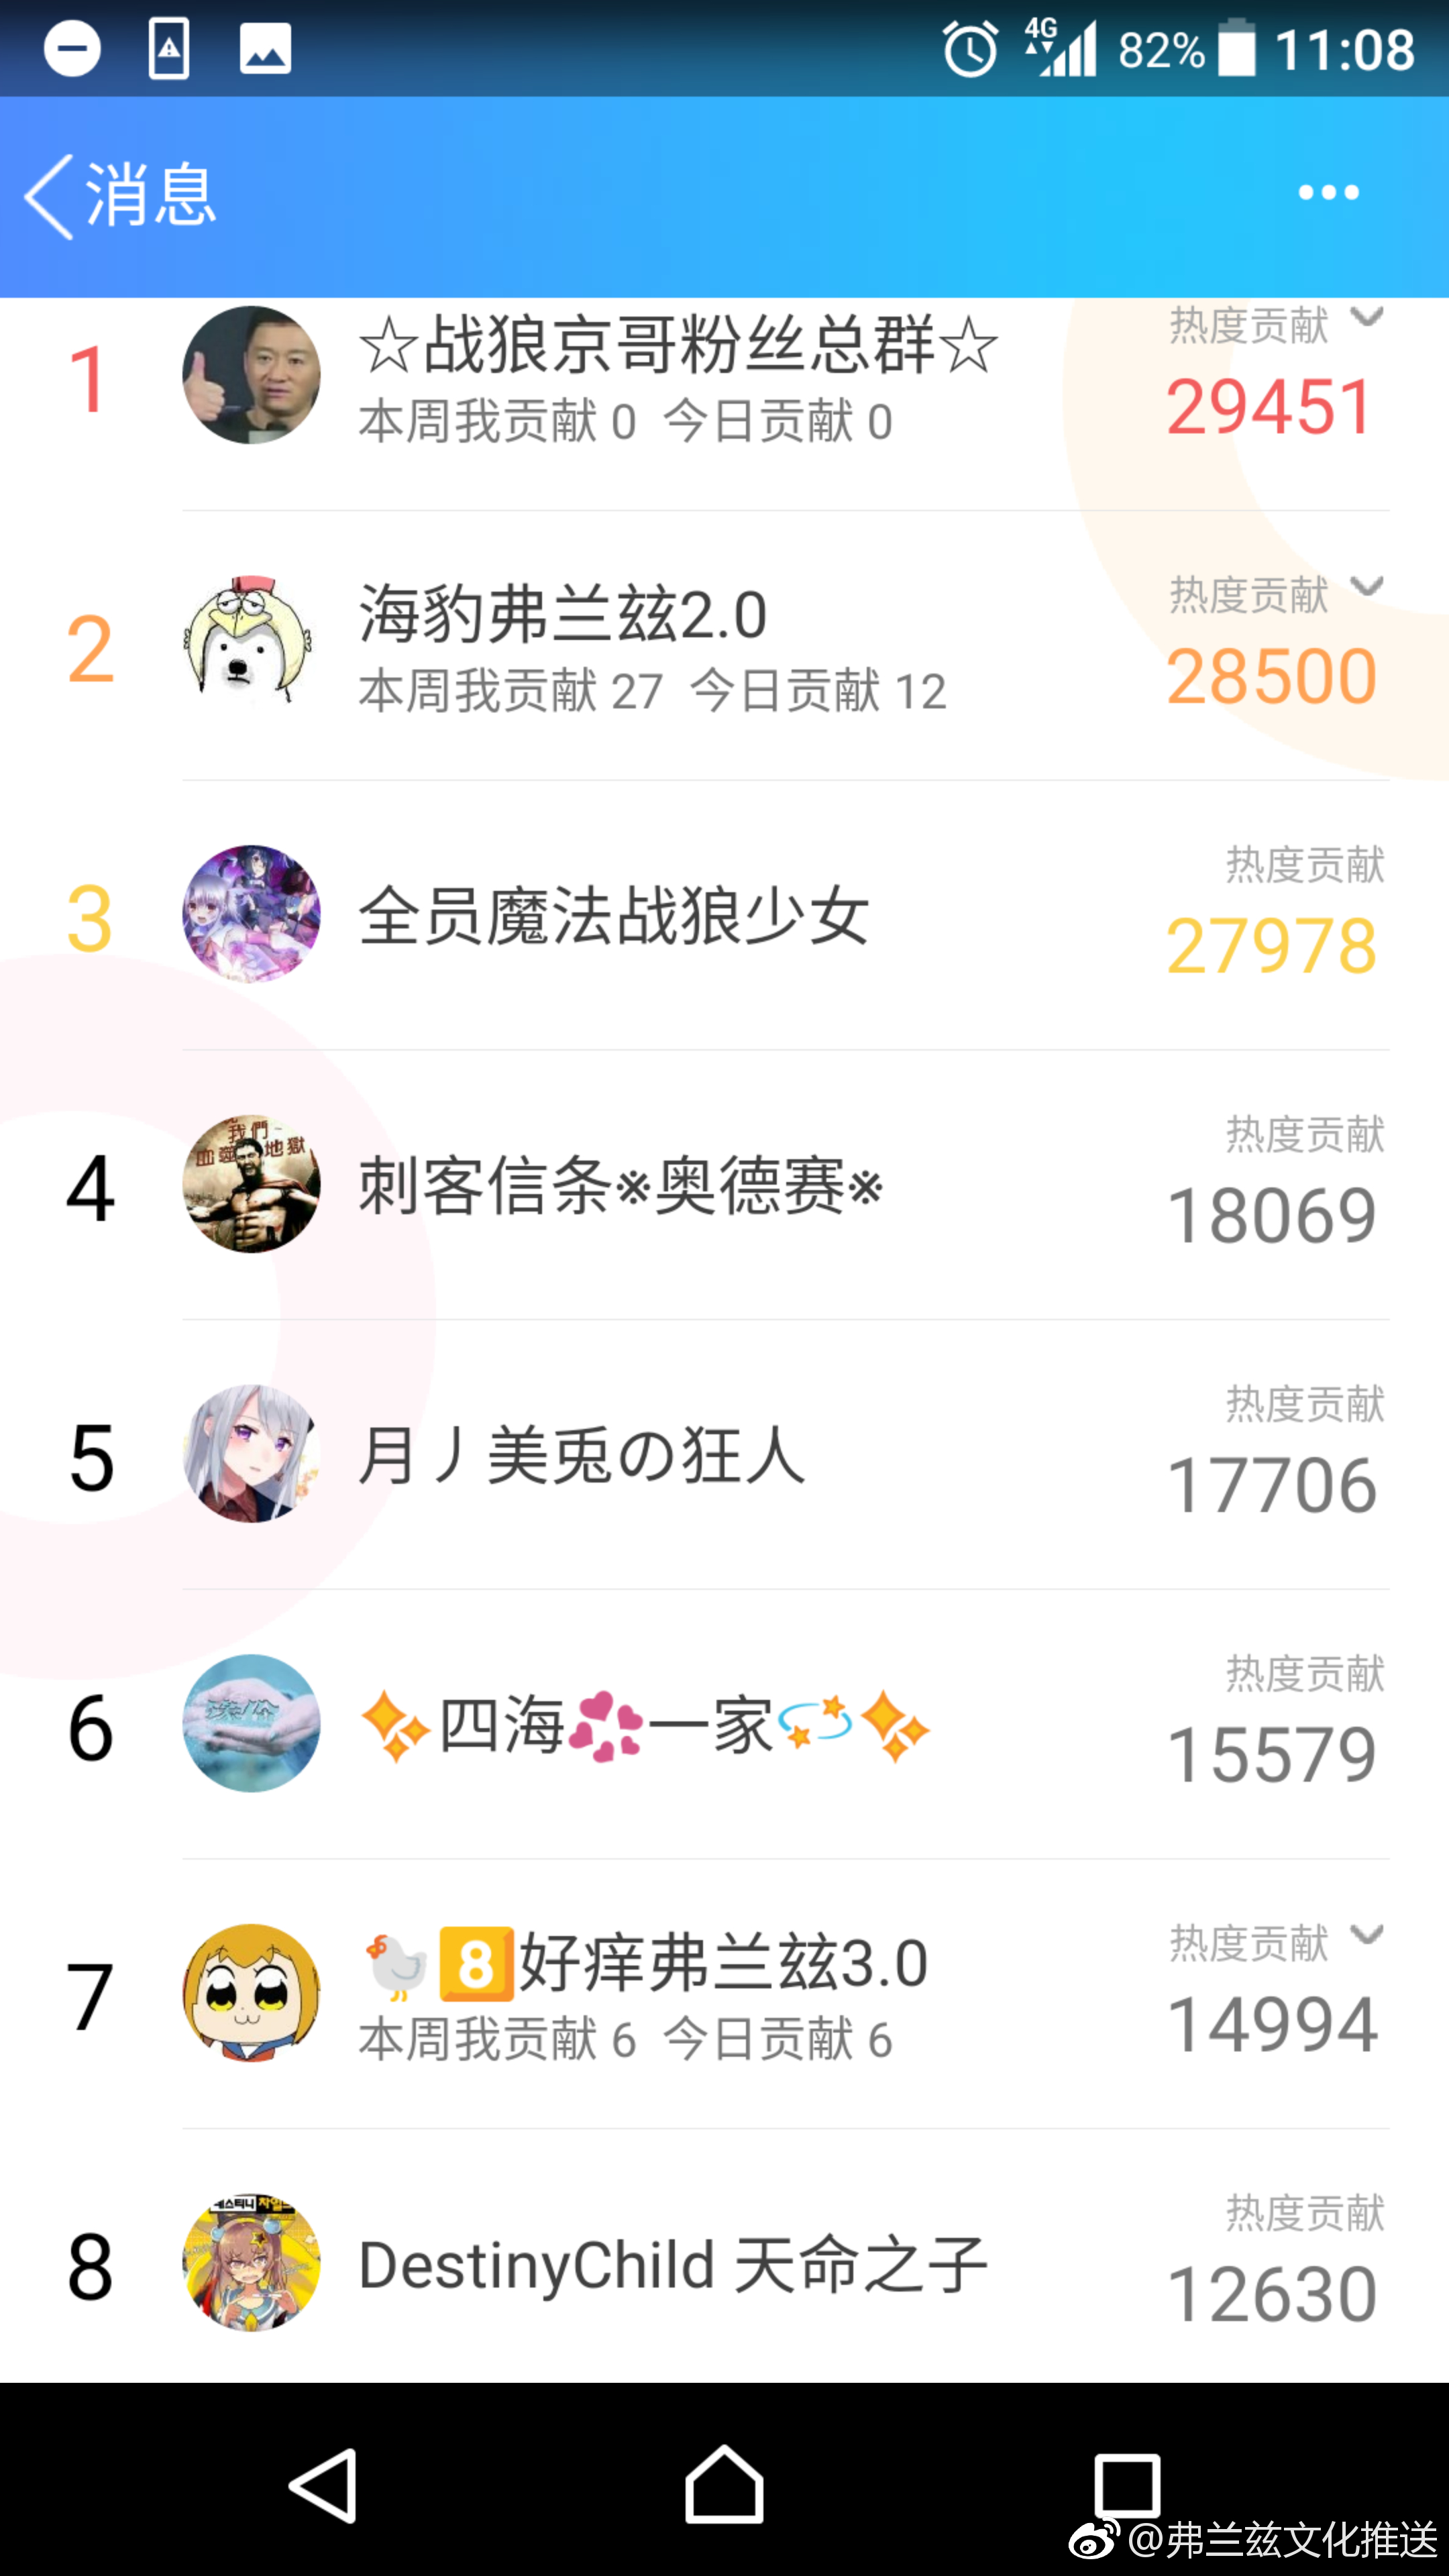 4G 82% 11:08
消息
1 ☆战狼京哥粉丝总群☆ 热度贡献
本周我贡献 0 今日贡献 0 29451
2 海豹弗兰兹2.0 热度贡献
本周我贡献 27 今日贡献 12 28500
3 全员魔法战狼少女 热度贡献
27978
我們
地獄
4 刺客信条※奥德赛※ 热度贡献
18069
5 月丿美兎の狂人 热度贡献
17706
6 ✨四海💞一家💫✨ 热度贡献
15579
7 🐔8️⃣好痒弗兰兹3.0 热度贡献
本周我贡献 6 今日贡献 6 14994
8 DestinyChild 天命之子 热度贡献
12630
@弗兰兹文化推送